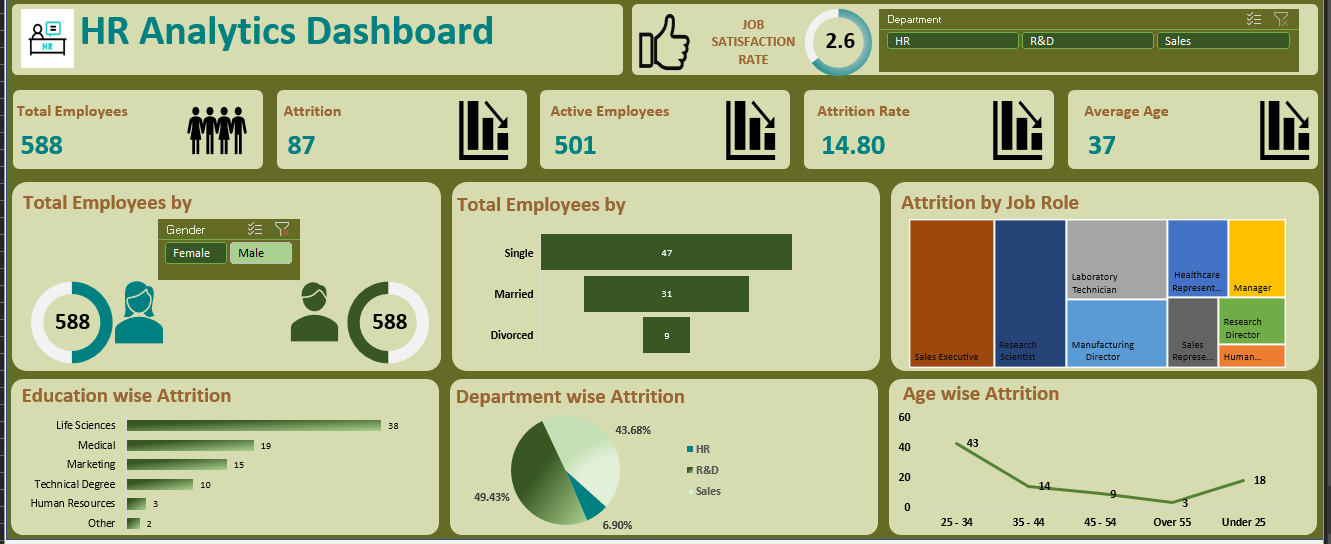 HR
HR Analytics Dashboard
JOB
SATISFACTION
RATE
2.6
Department
HR
R&D
Sales
Total Employees
588
Attrition
87
Active Employees
501
Attrition Rate
14.80
Average Age
37
Total Employees by
Gender
Female
Male
588
588
Total Employees by
Single
47
Married
31
Divorced
9
Attrition by Job Role
Sales Executive
Research
Scientist
Laboratory
Technician
Manufacturing
Director
Healthcare
Represent...
Manager
Sales
Represe...
Research
Director
Human...
Education wise Attrition
Life Sciences
38
Medical
19
Marketing
15
Technical Degree
10
Human Resources
3
Other
2
Department wise Attrition
43.68%
49.43%
6.90%
HR
R&D
Sales
Age wise Attrition
60
40
20
0
43
14
9
3
18
25 - 34
35 - 44
45 - 54
Over 55
Under 25